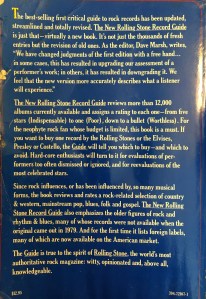 The best-selling first critical guide to rock records has been updated,
streamlined and totally revised. The New Rolling Stone Record Guide is
just that—virtually a new book. It's not just the thousands of fresh
entries but the revision of old ones. As the editor, Dave Marsh, writes,
"We have changed judgments of the first edition with a free hand...
in some cases, this has resulted in upgrading our assessment of a
performer's work; in others, it has resulted in downgrading it. We
feel that the new version more accurately describes what a listener
will experience."
The New Rolling Stone Record Guide reviews more than 12,000
albums currently available and assigns a rating to each one—from five
stars (Indispensable) to one (Poor), down to a bullet (Worthless). For
the neophyte rock fan whose budget is limited, this book is a must. If
you want to buy one record by the Rolling Stones or the Elvises,
Presley or Costello, the Guide will tell you which to buy—and which to
avoid. Hard-core enthusiasts will turn to it for evaluations of per-
formers too often dismissed or ignored, and for reevaluations of the
most celebrated stars.
Since rock influences, or has been influenced by, so many musical
forms, the book reviews and rates a rock-related selection of country
& western, mainstream pop, blues, folk and gospel. The New Rolling
Stone Record Guide also emphasizes the older figures of rock and
rhythm & blues, many of whose records were not available when the
original came out in 1979. And for the first time it lists foreign labels,
many of which are now available on the American market.
The Guide is true to the spirit of Rolling Stone, the world's most
authoritative rock magazine: witty, opinionated and, above all,
knowledgeable.